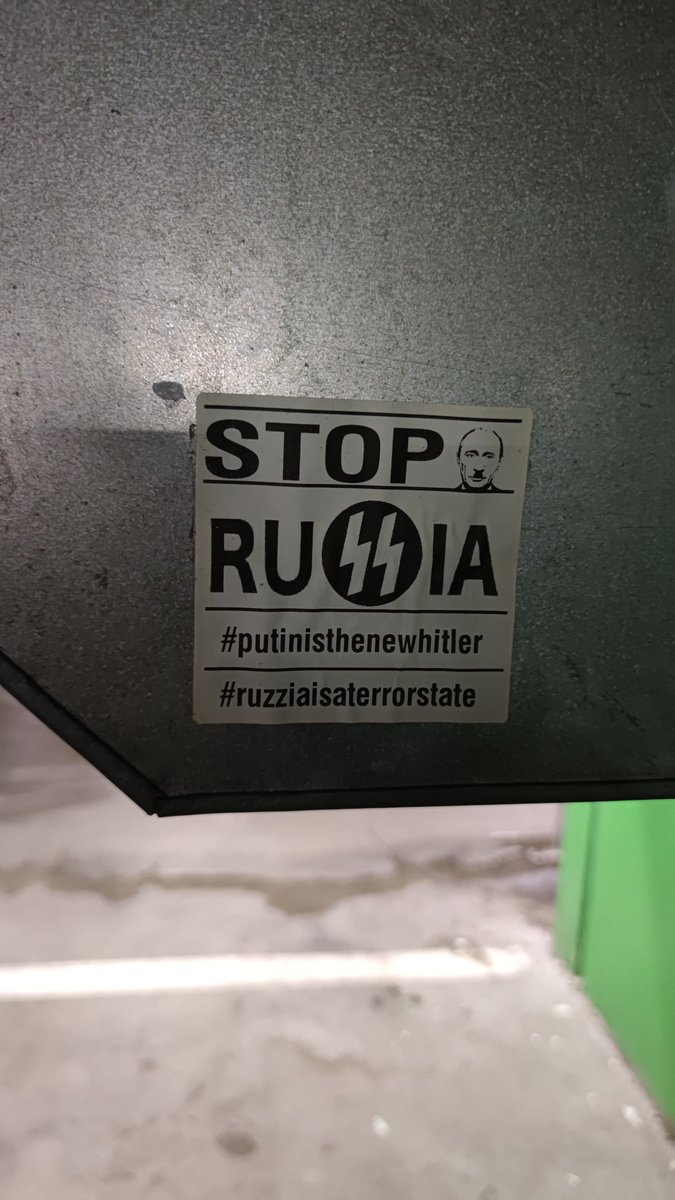 STOP
RUSSIA
#putinisthenewhitler
#ruzziaisaterrorstate